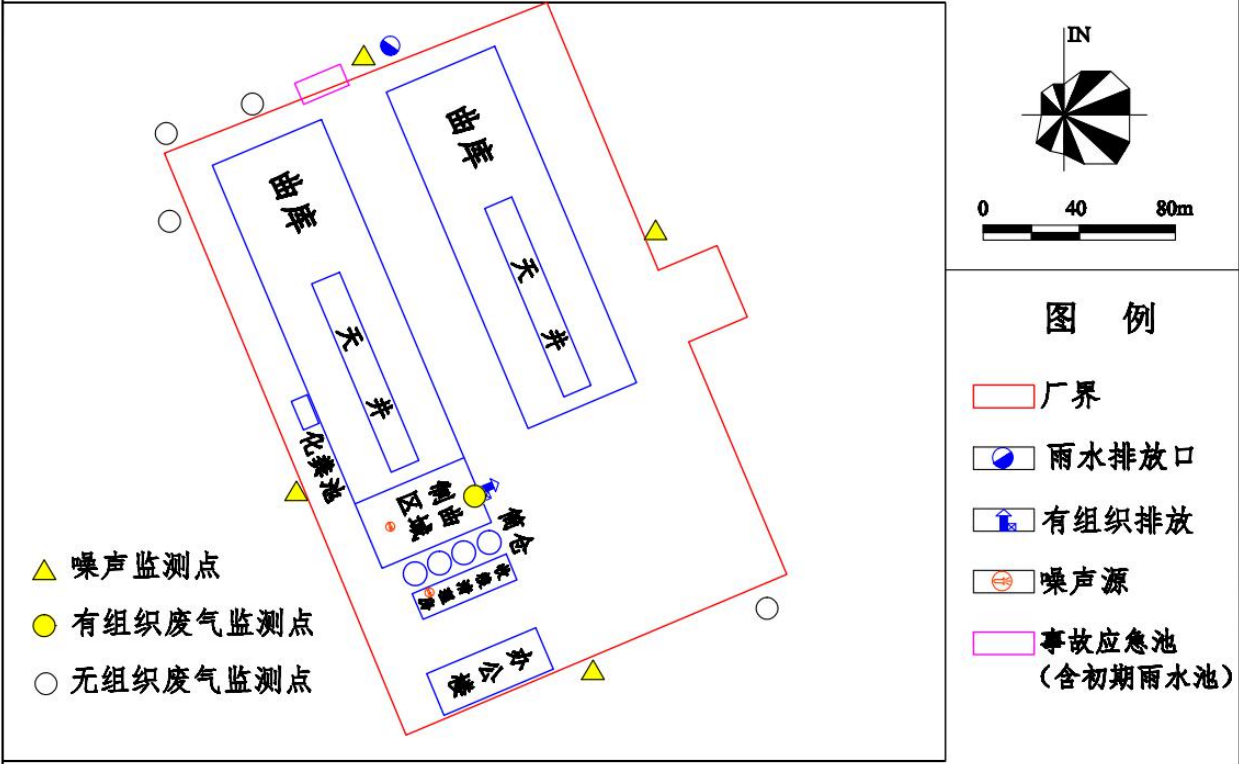 IN
0 40 80m
图 例
厂界
雨水排放口
有组织排放
噪声源
事故应急池
(含初期雨水池)
曲库
曲库
天井
天井
化粪池
制曲
区域
筒仓
办公楼
噪声监测点
有组织废气监测点
无组织废气监测点